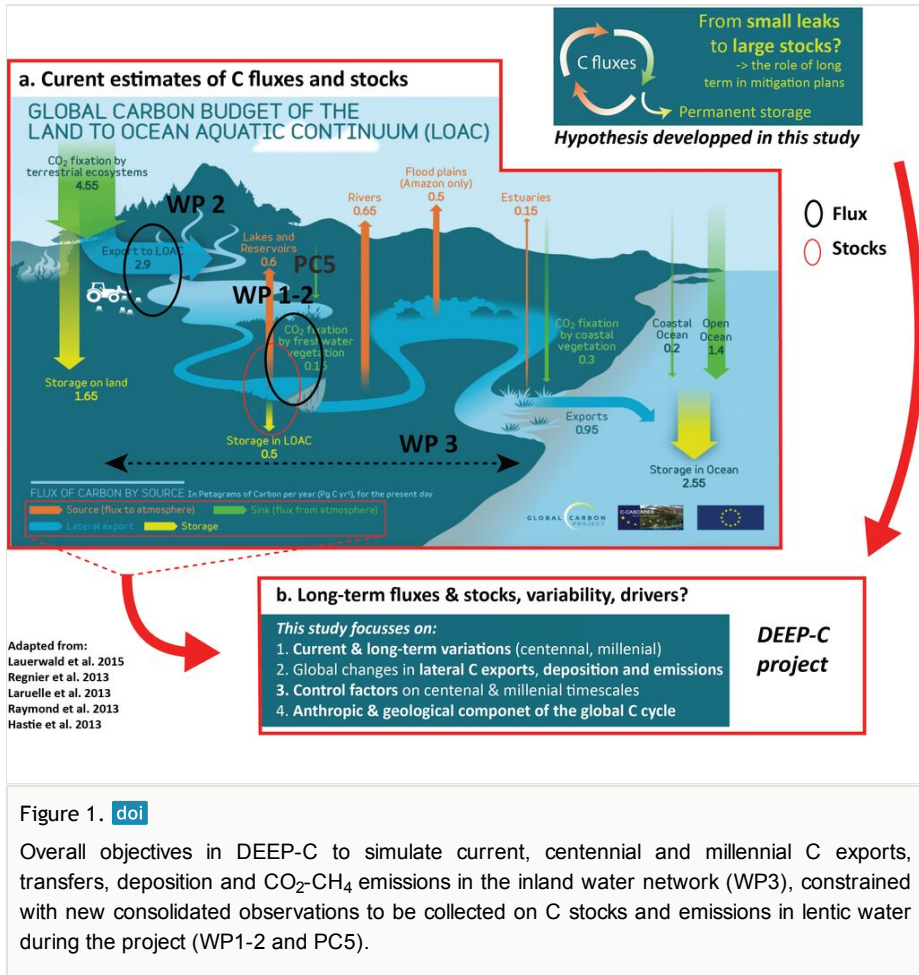 From small leaks
to large stocks?
-> the role of long
term in mitigation plans
C fluxes
Permanent storage
Hypothesis developped in this study
a. Curent estimates of C fluxes and stocks
GLOBAL CARBON BUDGET OF THE
LAND TO OCEAN AQUATIC CONTINUUM (LOAC)
CO₂ fixation by
terrestrial ecosystems
4.55
WP 2
Export to LOAC
2.9
Lakes and
Reservoirs
0.6
PC5
WP 1-2
CO₂ fixation
by freshwater
vegetation
0.15
Rivers
0.65
Flood plains
(Amazon only)
0.5
Estuaries
0.15
CO₂ fixation
by coastal
vegetation
0.3
Coastal
Ocean
0.2
Open
Ocean
1.4
Flux
Stocks
Storage on land
1.65
Storage in LOAC
0.5
WP 3
Exports
0.95
Storage in Ocean
2.55
FLUX OF CARBON BY SOURCE In Petagrams of Carbon per year (Pg C yr¹), for the present day
Source (flux to atmosphere)
Sink (flux from atmosphere)
Lateral export
Storage
GLOBAL CARBON
PROJECT
C-CASCADES
b. Long-term fluxes & stocks, variability, drivers?
This study focusses on:
1. Current & long-term variations (centennal, millenial)
2. Global changes in lateral C exports, deposition and emissions
3. Control factors on centenal & millenial timescales
4. Anthropic & geological componet of the global C cycle
DEEP-C
project
Adapted from:
Lauerwald et al. 2015
Regnier et al. 2013
Laruelle et al. 2013
Raymond et al. 2013
Hastie et al. 2013
Figure 1. doi
Overall objectives in DEEP-C to simulate current, centennial and millennial C exports,
transfers, deposition and CO₂-CH₄ emissions in the inland water network (WP3), constrained
with new consolidated observations to be collected on C stocks and emissions in lentic water
during the project (WP1-2 and PC5).